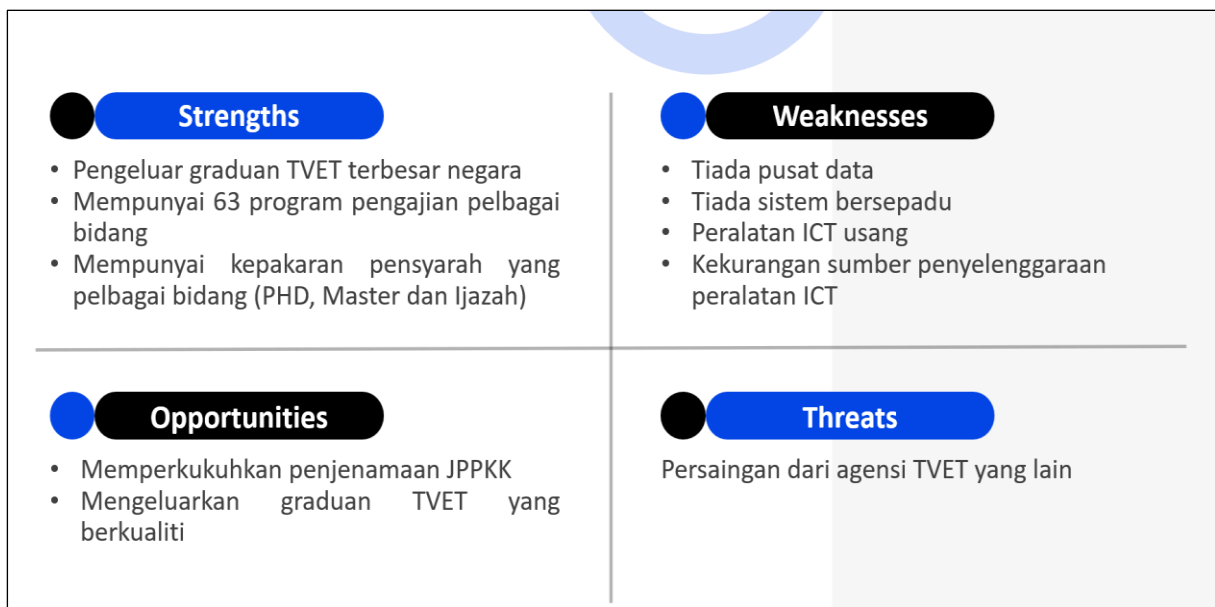 Strengths
• Pengeluar graduan TVET terbesar negara
• Mempunyai 63 program pengajian pelbagai
bidang
• Mempunyai kepakaran pensyarah yang
pelbagai bidang (PHD, Master dan Ijazah)
Weaknesses
• Tiada pusat data
• Tiada sistem bersepadu
• Peralatan ICT usang
• Kekurangan sumber penyelenggaraan
peralatan ICT
Opportunities
• Memperkukuhkan penjenamaan JPPKK
• Mengeluarkan graduan TVET yang
berkualiti
Threats
Persaingan dari agensi TVET yang lain